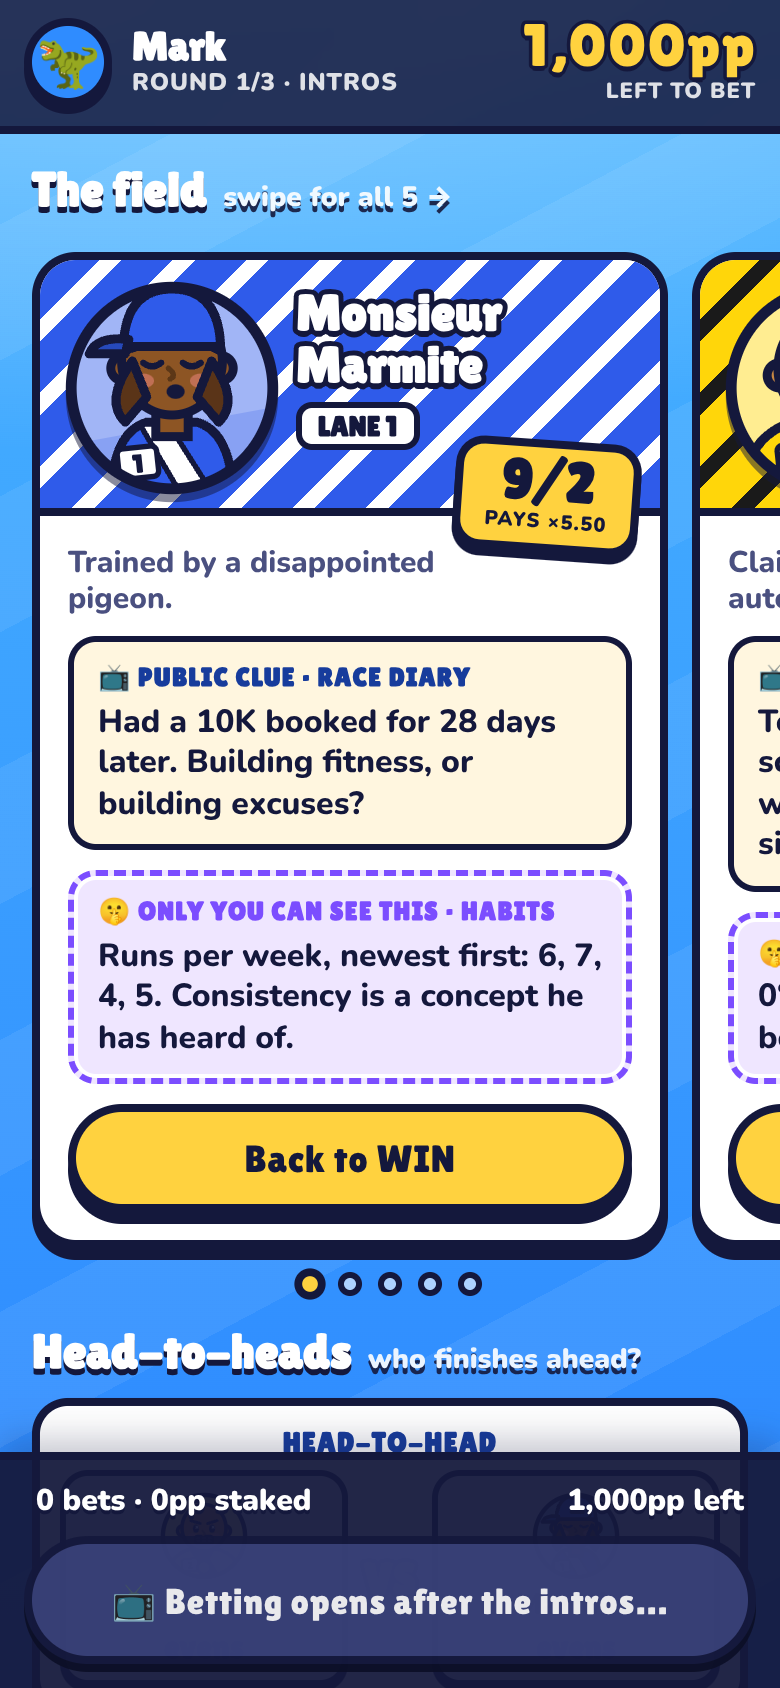 Mark
ROUND 1/3 · INTROS
1,000pp
LEFT TO BET
The field swipe for all 5 →
Monsieur
Marmite
LANE 1
1
9/2
PAYS ×5.50
Trained by a disappointed
pigeon.
PUBLIC CLUE · RACE DIARY
Had a 10K booked for 28 days
later. Building fitness, or
building excuses?
ONLY YOU CAN SEE THIS · HABITS
Runs per week, newest first: 6, 7,
4, 5. Consistency is a concept he
has heard of.
Back to WIN
Head-to-heads who finishes ahead?
HEAD-TO-HEAD
0 bets · 0pp staked
1,000pp left
Betting opens after the intros...